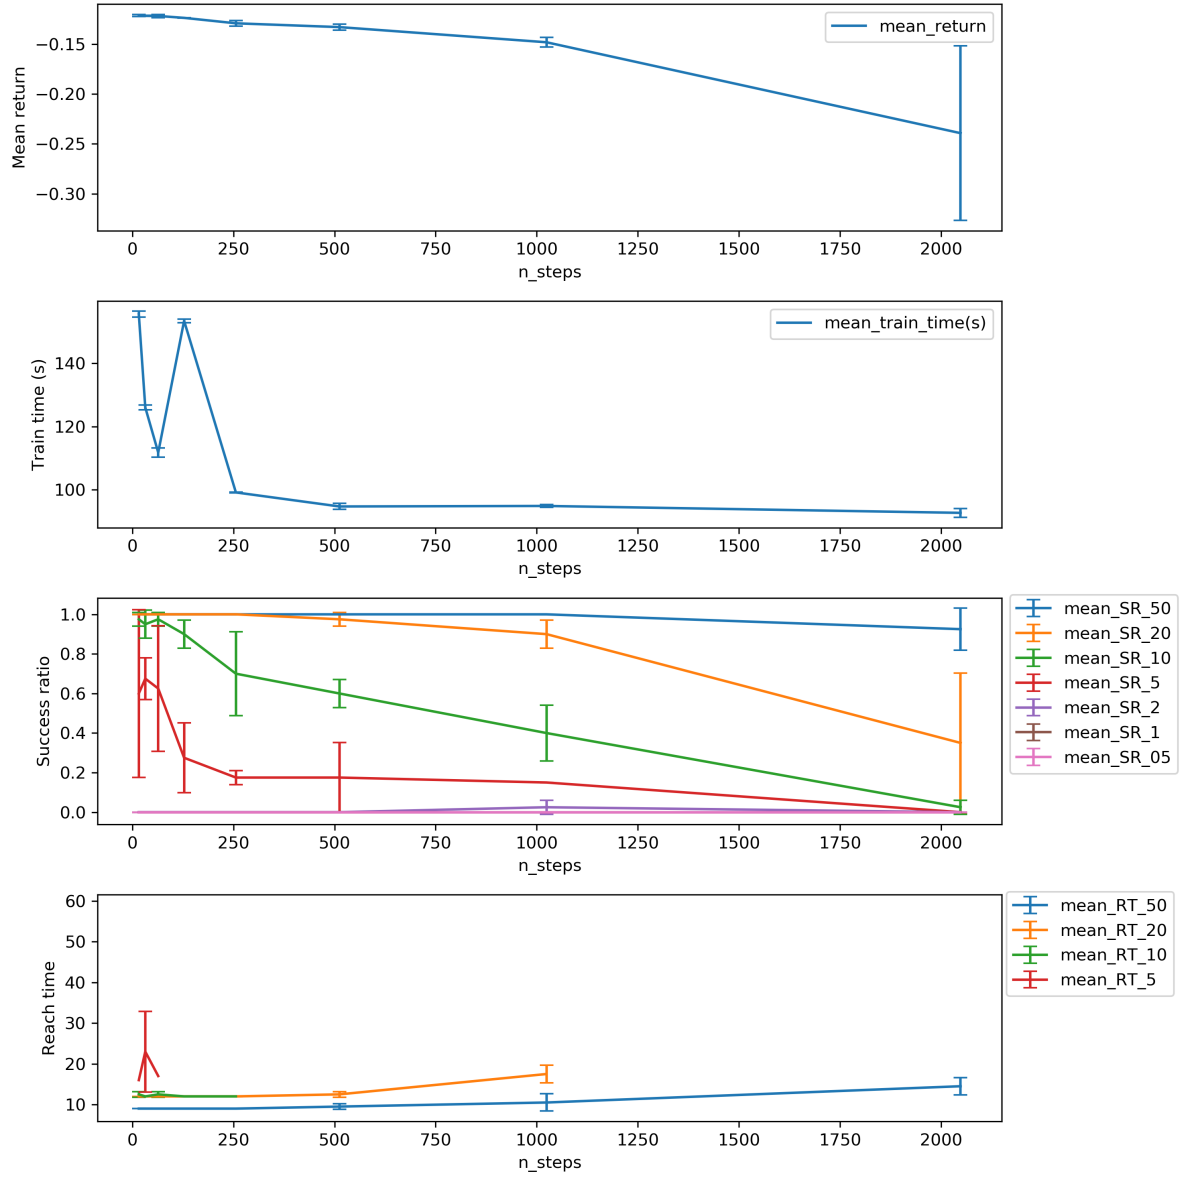 mean_return
Mean return
−0.15
−0.20
−0.25
−0.30
0 250 500 750 1000 1250 1500 1750 2000
n_steps
mean_train_time(s)
Train time (s)
140
120
100
0 250 500 750 1000 1250 1500 1750 2000
n_steps
Success ratio
1.0
0.8
0.6
0.4
0.2
0.0
0 250 500 750 1000 1250 1500 1750 2000
n_steps
mean_SR_50
mean_SR_20
mean_SR_10
mean_SR_5
mean_SR_2
mean_SR_1
mean_SR_05
Reach time
60
50
40
30
20
10
0 250 500 750 1000 1250 1500 1750 2000
n_steps
mean_RT_50
mean_RT_20
mean_RT_10
mean_RT_5